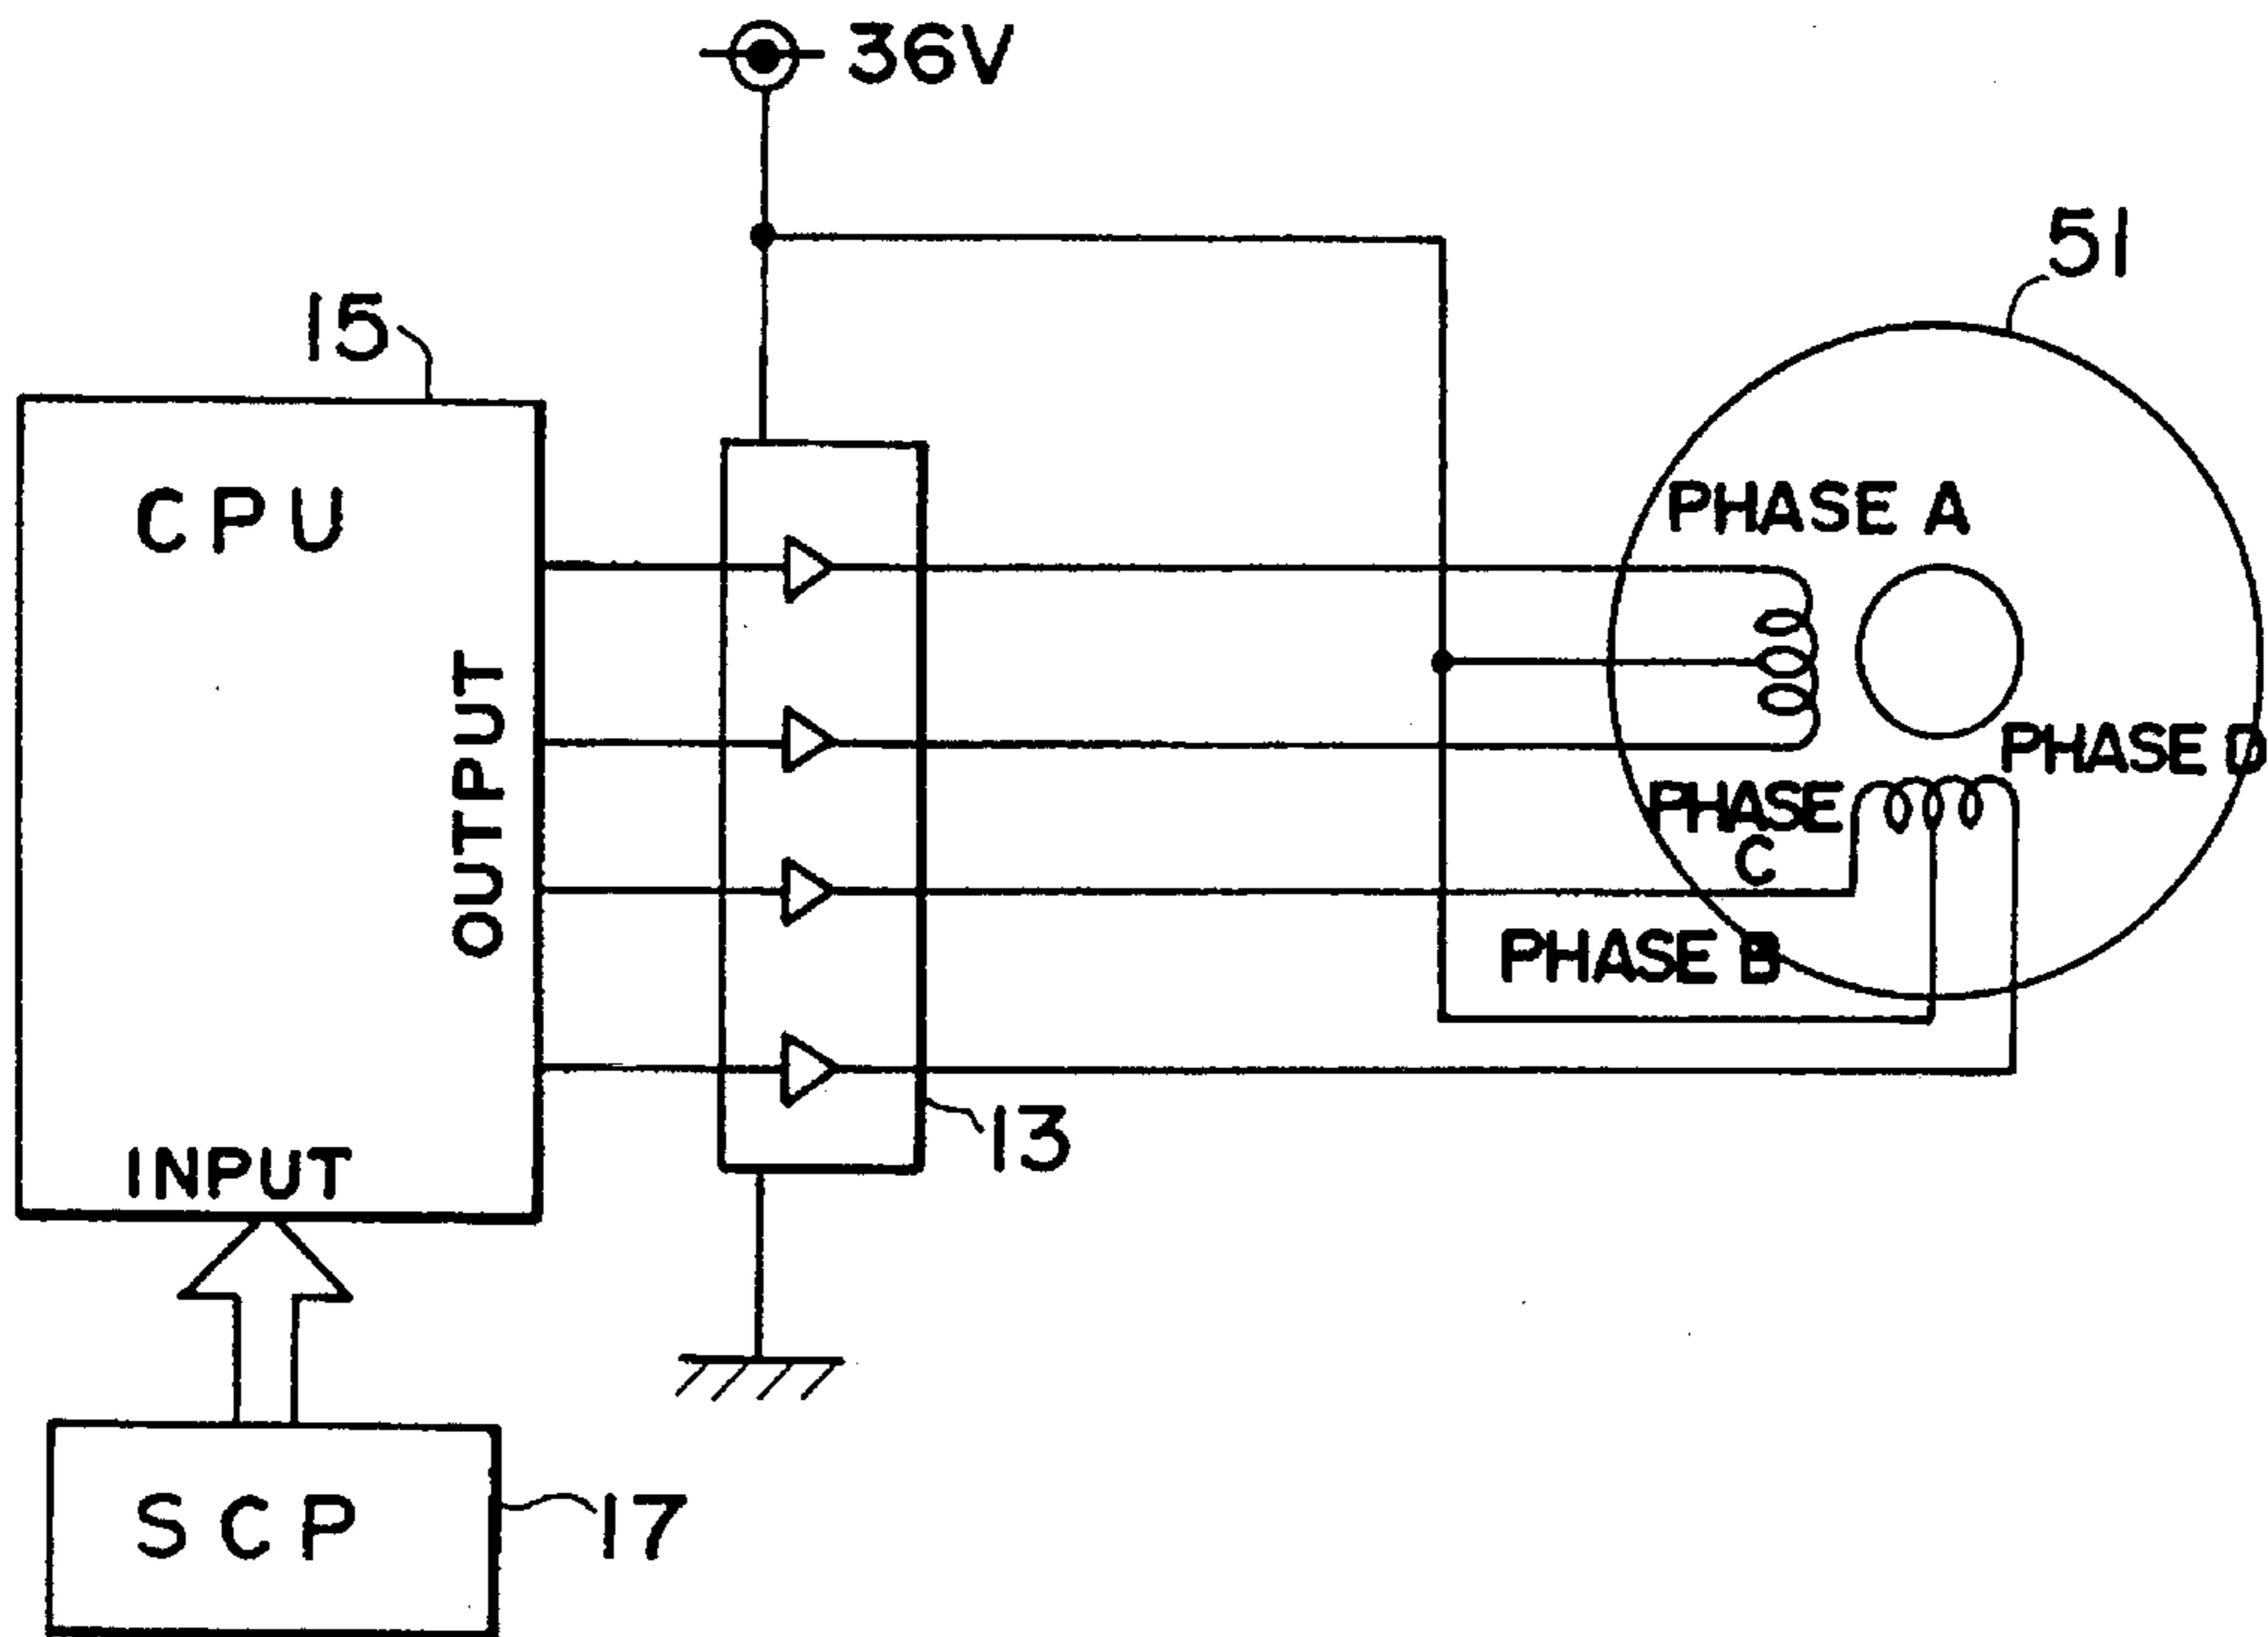 36V
51
15
CPU
PHASE A
OUTPUT
PHASE D
PHASE
C
PHASE B
13
INPUT
SCP
17